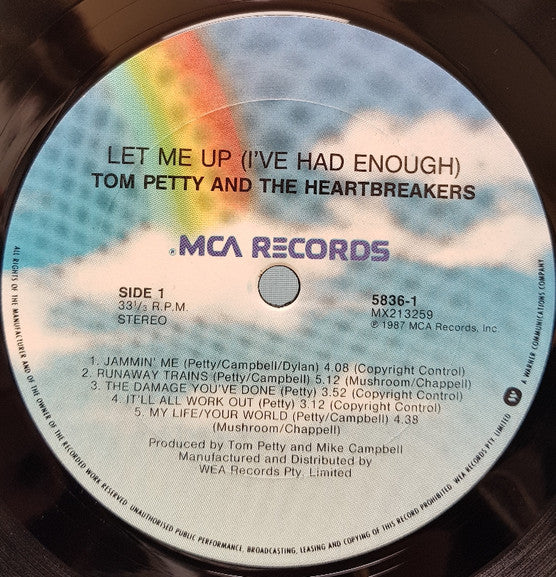 LET ME UP (I'VE HAD ENOUGH)
TOM PETTY AND THE HEARTBREAKERS
® MCA RECORDS
SIDE 1
33⅓ R.P.M.
STEREO
5836-1
MX213259
℗ 1987 MCA Records, Inc.
1. JAMMIN' ME (Petty/Campbell/Dylan) 4.08 (Copyright Control)
2. RUNAWAY TRAINS (Petty/Campbell) 5.12 (Mushroom/Chappell)
3. THE DAMAGE YOU'VE DONE (Petty) 3.52 (Copyright Control)
4. IT'LL ALL WORK OUT (Petty) 3.12 (Copyright Control)
5. MY LIFE/YOUR WORLD (Petty/Campbell) 4.38
(Mushroom/Chappell)
Produced by Tom Petty and Mike Campbell
Manufactured and Distributed by
WEA Records Pty. Limited
ALL RIGHTS OF THE MANUFACTURER AND OF THE OWNER OF THE RECORDED WORK RESERVED. UNAUTHORISED PUBLIC PERFORMANCE, BROADCASTING, LEASING AND COPYING OF THIS RECORD PROHIBITED. WEA RECORDS PTY. LIMITED
A WARNER COMMUNICATIONS COMPANY.